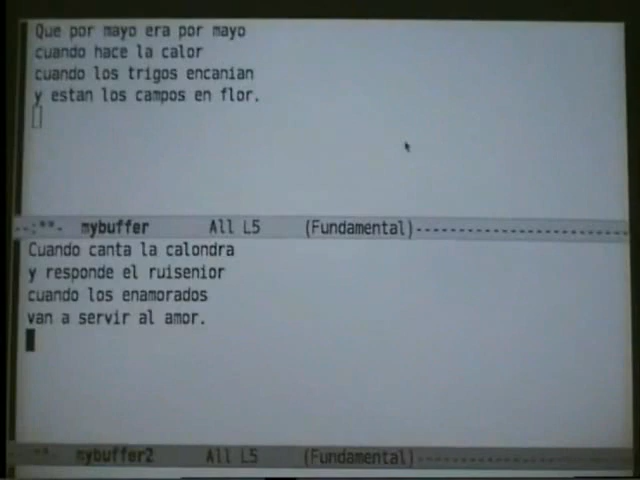 Que por mayo era por mayo
cuando hace la calor
cuando los trigos encanian
y estan los campos en flor.
--:**- mybuffer All L5 (Fundamental)
Cuando canta la calondra
y responde el ruisenior
cuando los enamorados
van a servir al amor.
mybuffer2 All L5 (Fundamental)